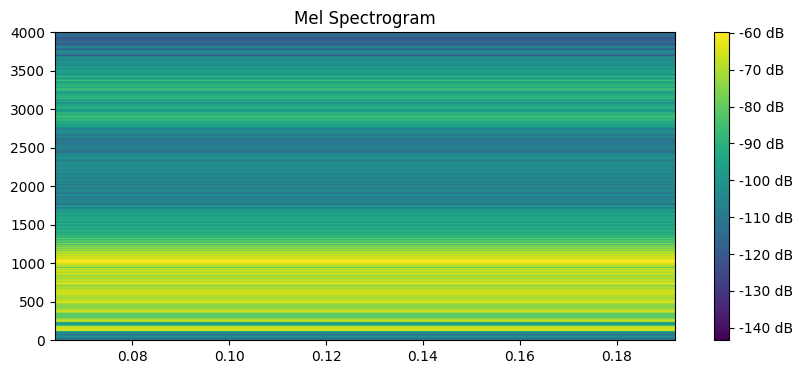 Mel Spectrogram
4000
3500
3000
2500
2000
1500
1000
500
0
0.08 0.10 0.12 0.14 0.16 0.18
-60 dB
-70 dB
-80 dB
-90 dB
-100 dB
-110 dB
-120 dB
-130 dB
-140 dB